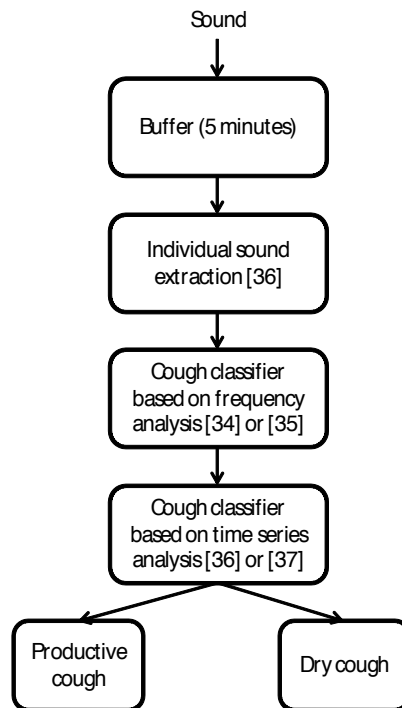 Sound
Buffer (5 minutes)
Individual sound
extraction [36]
Cough classifier
based on frequency
analysis [34] or [35]
Cough classifier
based on time series
analysis [36] or [37]
Productive
cough
Dry cough